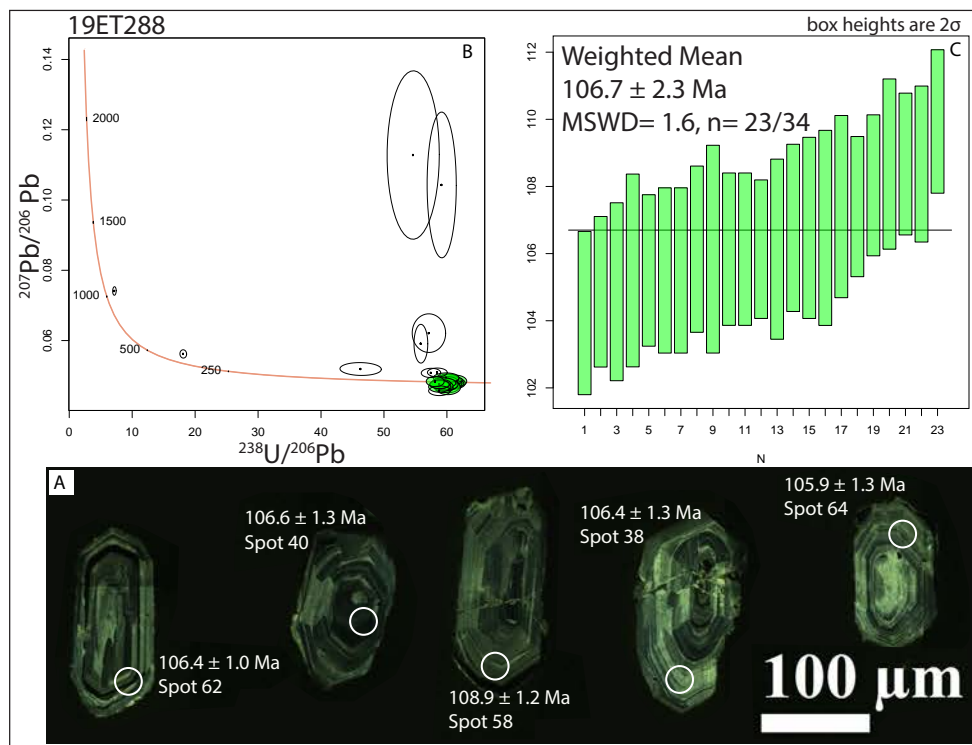 19ET288
B
207Pb/206Pb
0.14
0.12
0.10
0.08
0.06
2000
1500
1000
500
250
0
10
20
30
40
50
60
238U/206Pb
box heights are 2σ
C
Weighted Mean
106.7 ± 2.3 Ma
MSWD= 1.6, n= 23/34
112
110
108
106
104
102
1
3
5
7
9
11
13
15
17
19
21
23
N
A
106.4 ± 1.0 Ma
Spot 62
106.6 ± 1.3 Ma
Spot 40
108.9 ± 1.2 Ma
Spot 58
106.4 ± 1.3 Ma
Spot 38
105.9 ± 1.3 Ma
Spot 64
100 µm